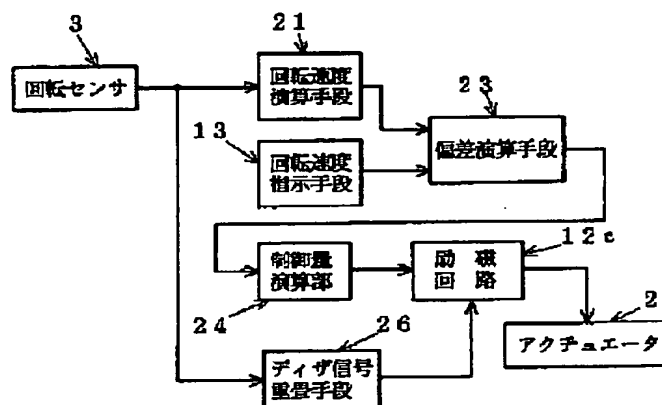 3
回転センサ
21
回転速度
演算手段
23
偏差演算手段
13
回転速度
指示手段
制御量
演算部
24
励磁
回路
12c
2
アクチュエータ
26
ディザ信号
重畳手段